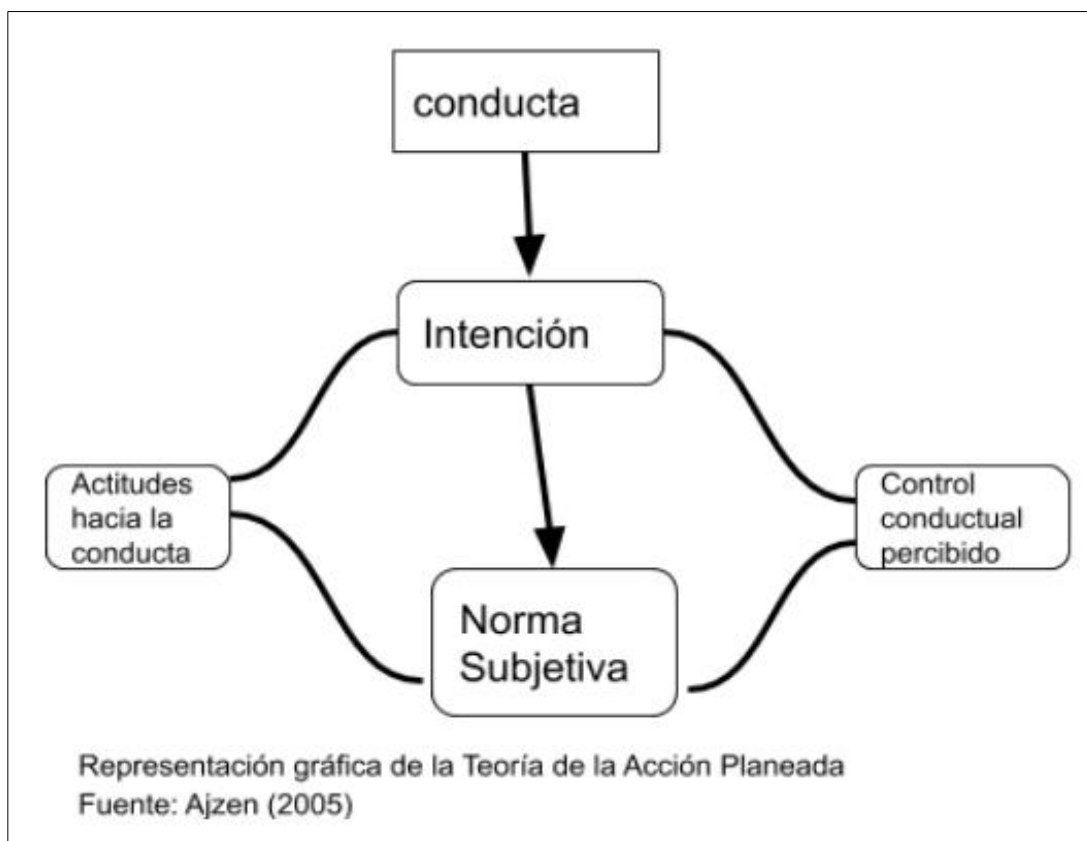 conducta
Intención
Actitudes
hacia la
conducta
Control
conductual
percibido
Norma
Subjetiva
Representación gráfica de la Teoría de la Acción Planeada
Fuente: Ajzen (2005)